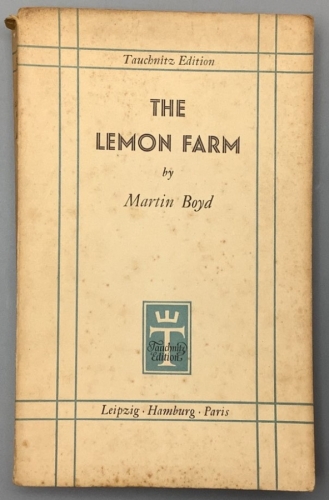 Tauchnitz Edition
THE
LEMON FARM
by
Martin Boyd
T
Tauchnitz
Edition
Leipzig · Hamburg · Paris